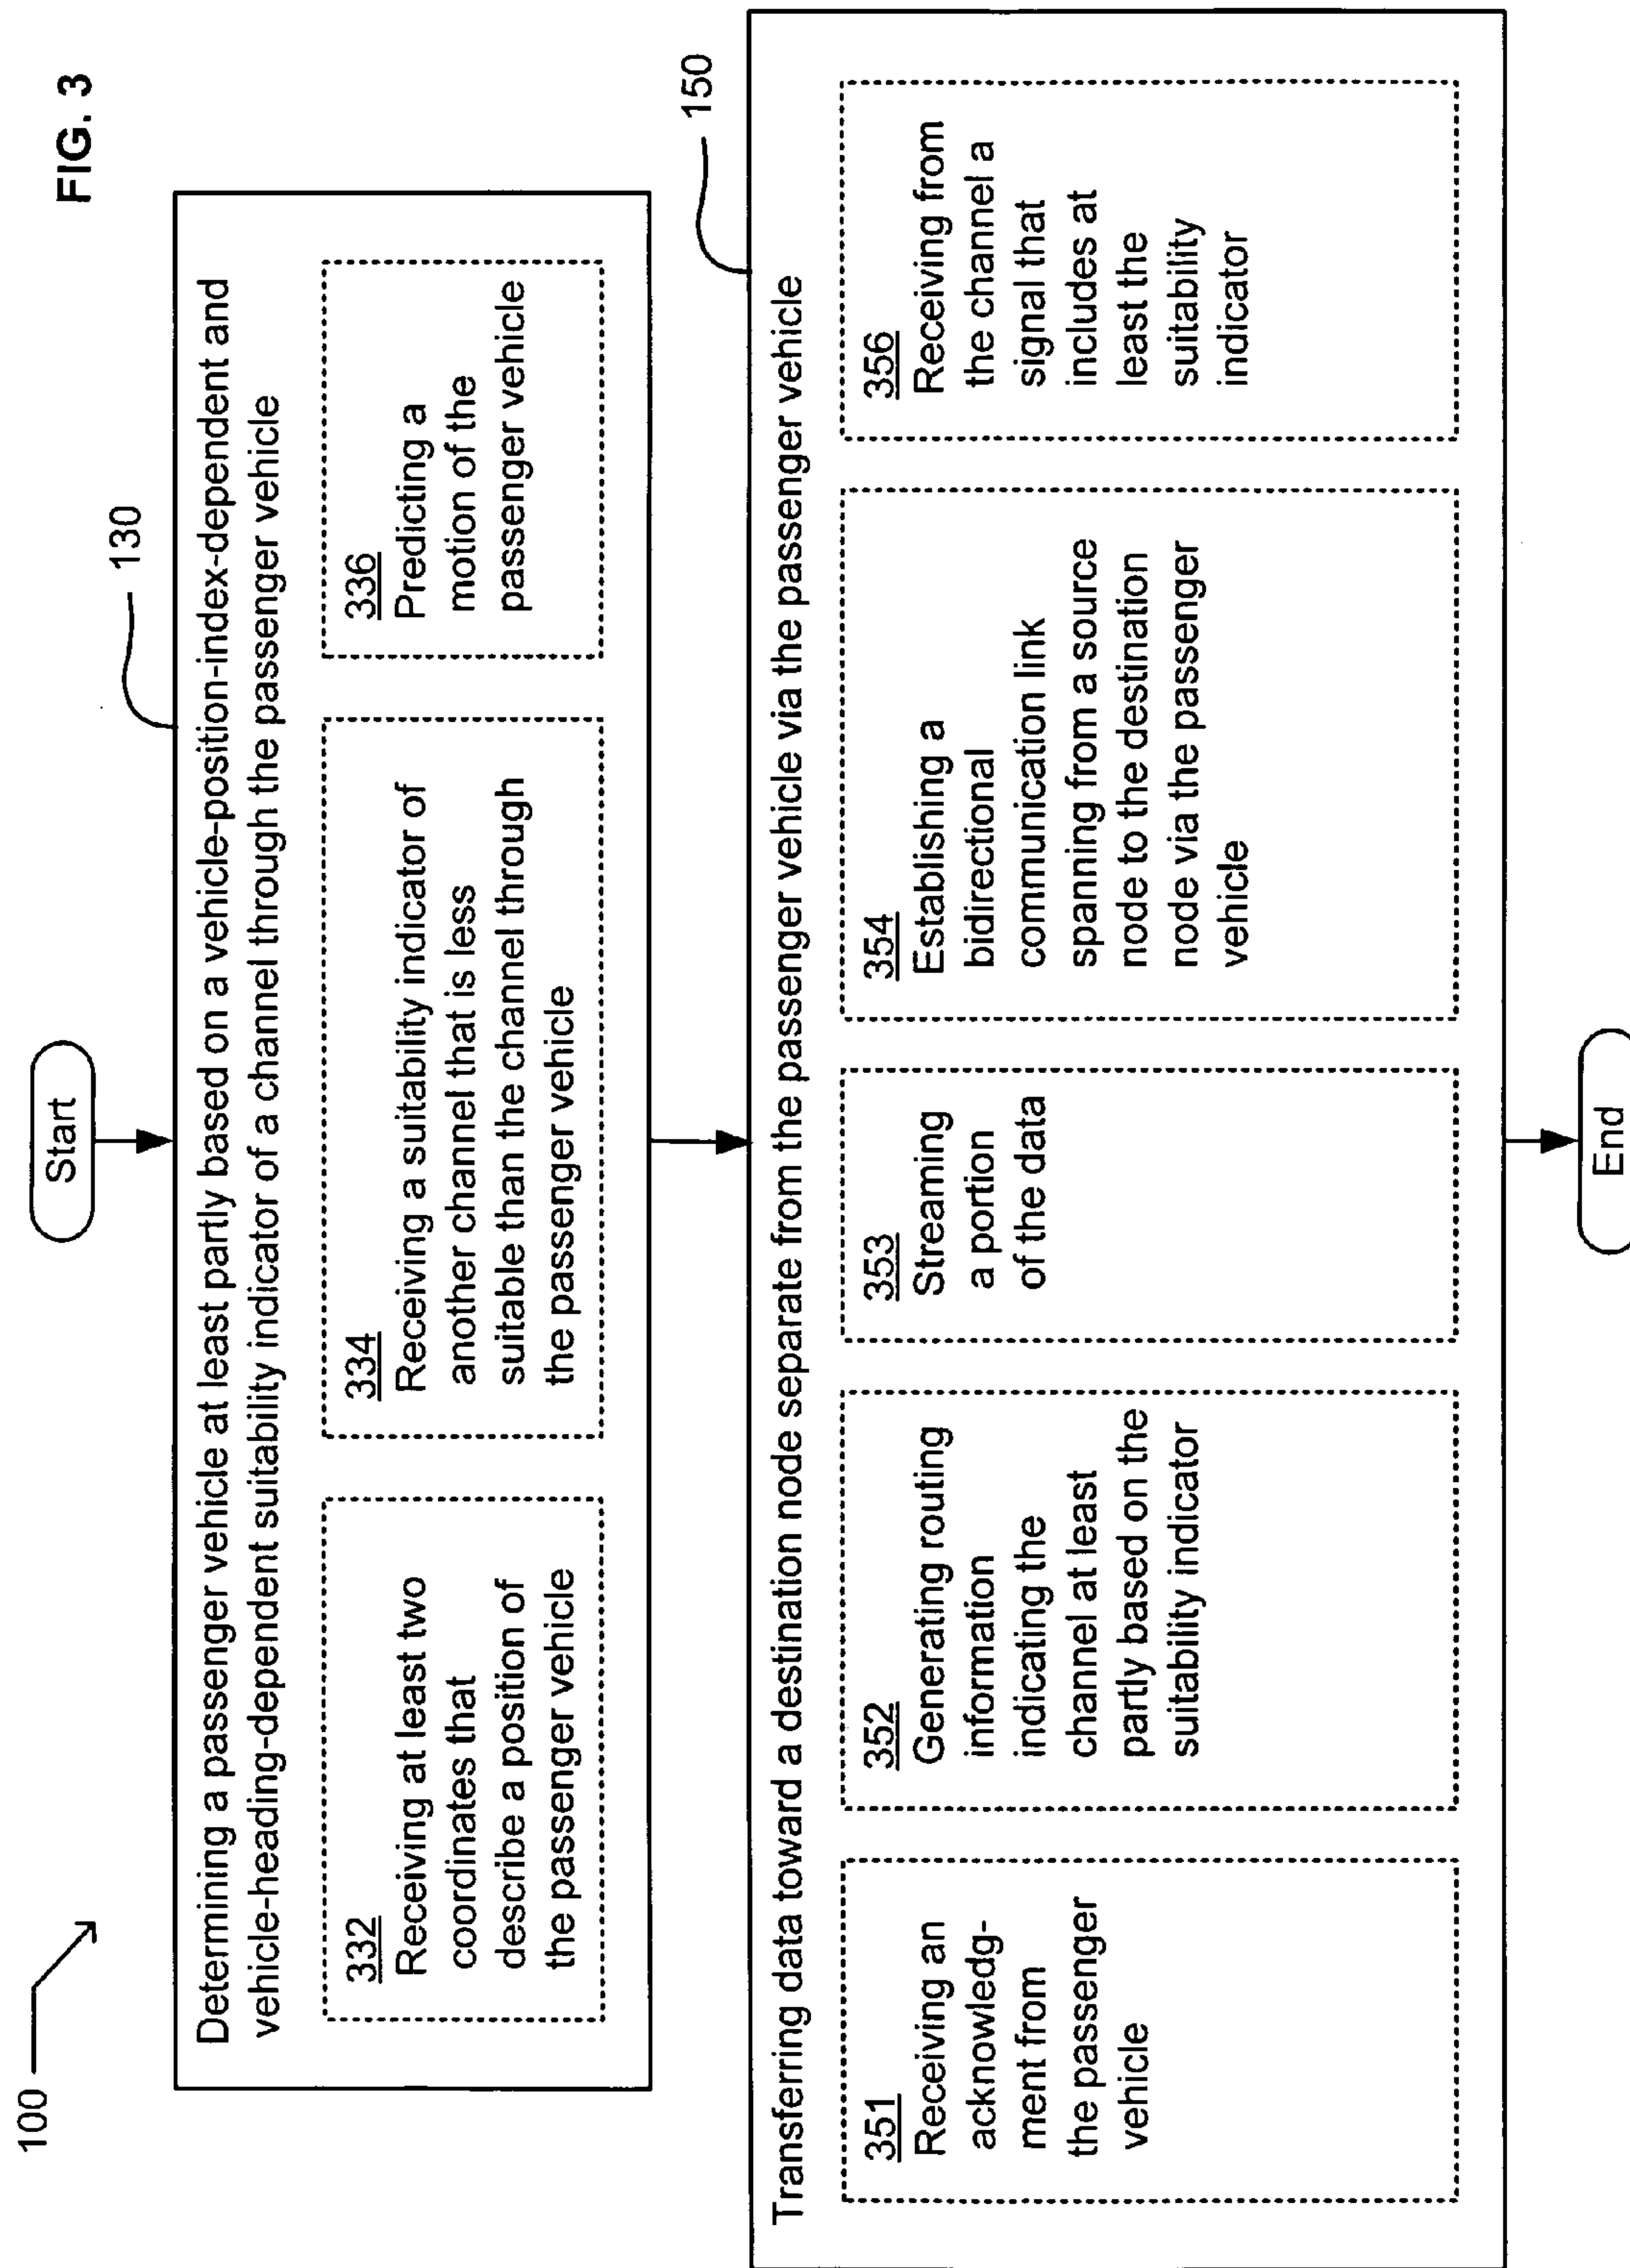 FIG. 3
100
Start
130
Determining a passenger vehicle at least partly based on a vehicle-position-index-dependent and
vehicle-heading-dependent suitability indicator of a channel through the passenger vehicle
332
Receiving at least two
coordinates that
describe a position of
the passenger vehicle
334
Receiving a suitability indicator of
another channel that is less
suitable than the channel through
the passenger vehicle
336
Predicting a
motion of the
passenger vehicle
150
Transferring data toward a destination node separate from the passenger vehicle via the passenger vehicle
351
Receiving an
acknowledg-
ment from
the passenger
vehicle
352
Generating routing
information
indicating the
channel at least
partly based on the
suitability indicator
353
Streaming
a portion
of the data
354
Establishing a
bidirectional
communication link
spanning from a source
node to the destination
node via the passenger
vehicle
356
Receiving from
the channel a
signal that
includes at
least the
suitability
indicator
End